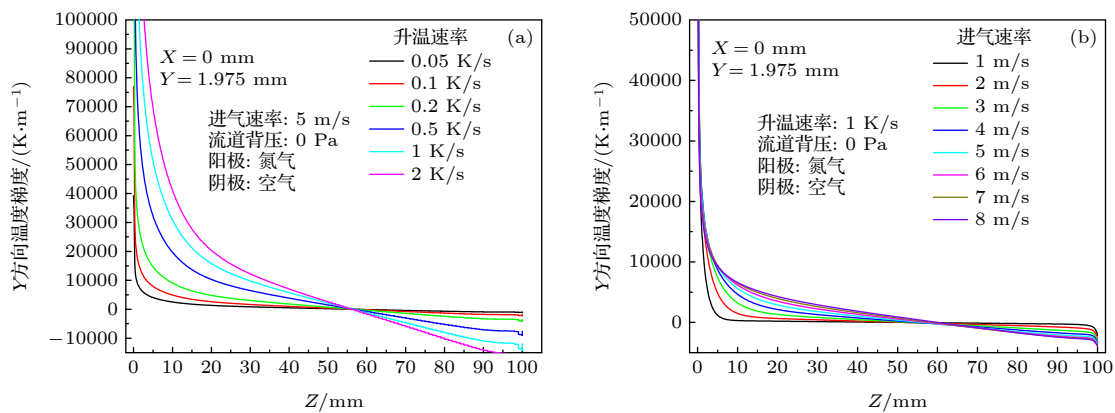 100000
90000
80000
70000
60000
50000
40000
30000
20000
10000
0
−10000
Y方向温度梯度/(K·m−1)
0 10 20 30 40 50 60 70 80 90 100
Z/mm
(a)
X = 0 mm
Y = 1.975 mm
进气速率: 5 m/s
流道背压: 0 Pa
阳极: 氮气
阴极: 空气
升温速率
0.05 K/s
0.1 K/s
0.2 K/s
0.5 K/s
1 K/s
2 K/s
50000
40000
30000
20000
10000
0
Y方向温度梯度/(K·m−1)
0 10 20 30 40 50 60 70 80 90 100
Z/mm
(b)
X = 0 mm
Y = 1.975 mm
升温速率: 1 K/s
流道背压: 0 Pa
阳极: 氮气
阴极: 空气
进气速率
1 m/s
2 m/s
3 m/s
4 m/s
5 m/s
6 m/s
7 m/s
8 m/s